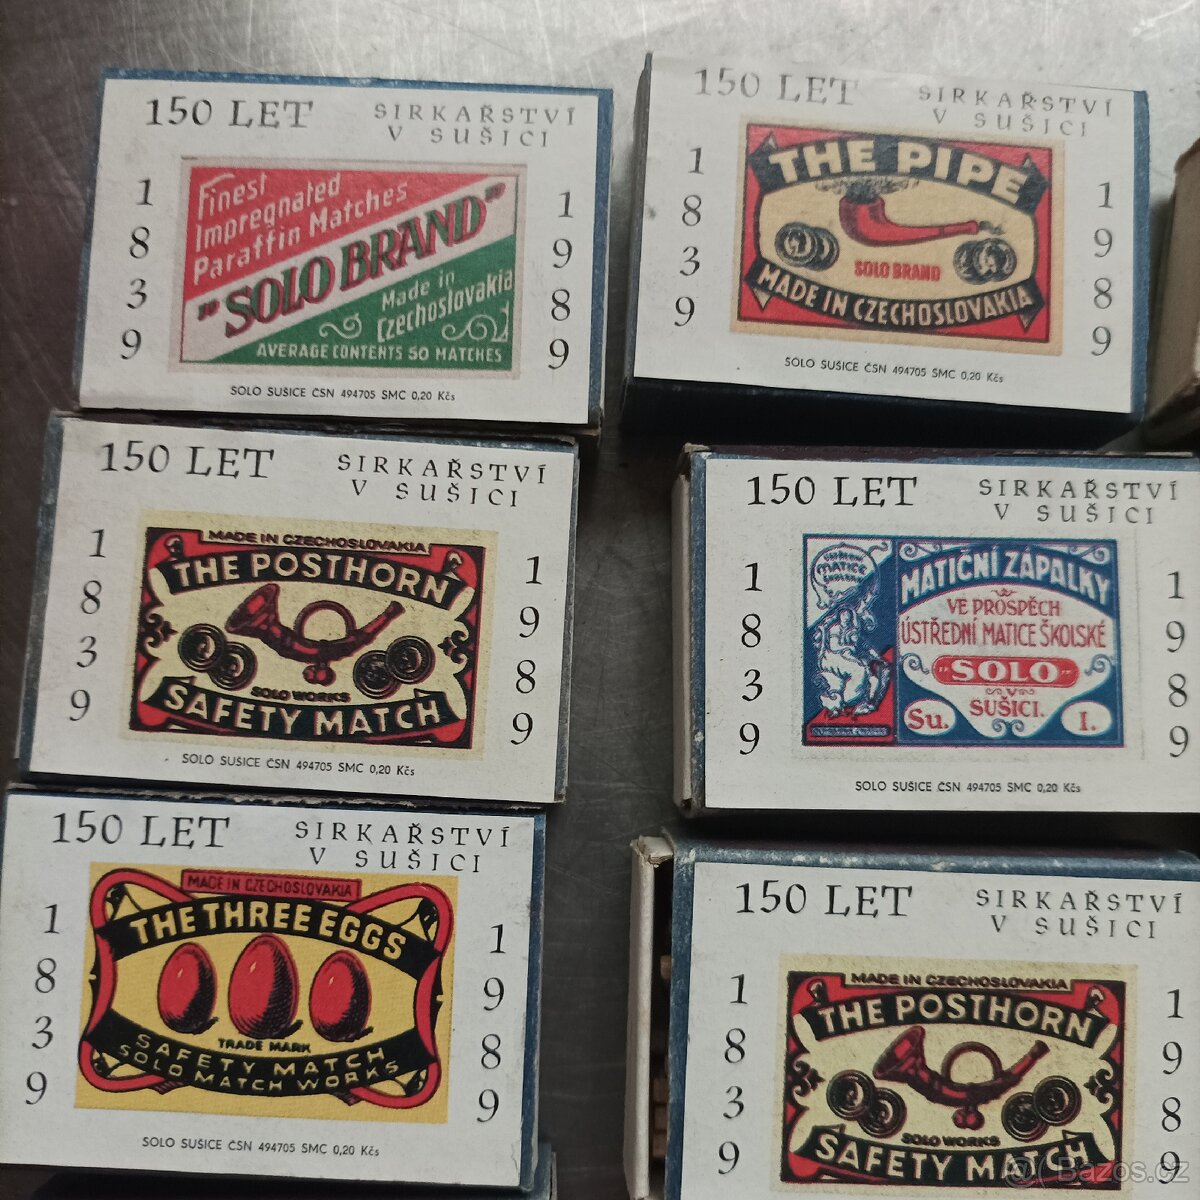 150 LET
SIRKAŘSTVÍ
V SUŠICI
1839
1989
Finest
Impregnated
Paraffin Matches
"SOLO BRAND"
Made in
Czechoslovakia
AVERAGE CONTENTS 50 MATCHES
SOLO SUŠICE ČSN 494705 SMC 0,20 Kčs
150 LET
SIRKAŘSTVÍ
V SUŠICI
1839
1989
THE PIPE
SOLO BRAND
MADE IN CZECHOSLOVAKIA
SOLO SUŠICE ČSN 494705 SMC 0,20 Kčs
150 LET
SIRKAŘSTVÍ
V SUŠICI
1839
1989
MADE IN CZECHOSLOVAKIA
THE POSTHORN
SOLO WORKS
SAFETY MATCH
SOLO SUŠICE ČSN 494705 SMC 0,20 Kčs
150 LET
SIRKAŘSTVÍ
V SUŠICI
1839
1989
MATICE
MATIČNÍ ZÁPALKY
VE PROSPĚCH
ÚSTŘEDNÍ MATICE ŠKOLSKÉ
"SOLO"
V
SUŠICI.
Su.
I.
SOLO SUŠICE ČSN 494705 SMC 0,20 Kčs
150 LET
SIRKAŘSTVÍ
V SUŠICI
1839
1989
MADE IN CZECHOSLOVAKIA
THE THREE EGGS
TRADE MARK
SAFETY MATCH
SOLO MATCH WORKS
SOLO SUŠICE ČSN 494705 SMC 0,20 Kčs
150 LET
SIRKAŘSTVÍ
V SUŠICI
1839
1989
MADE IN CZECHOSLOVAKIA
THE POSTHORN
SOLO WORKS
SAFETY MATCH
Bazos.cz